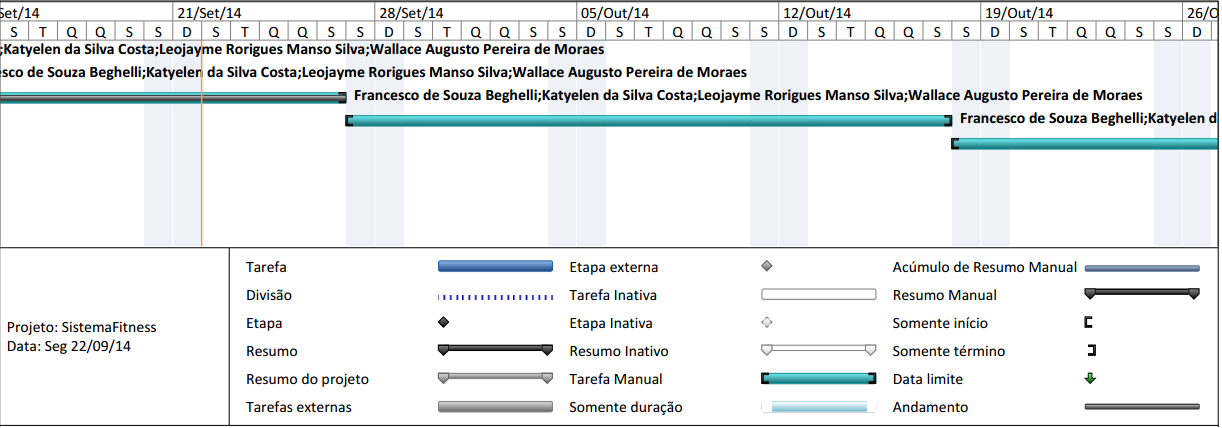 Set/14 21/Set/14 28/Set/14 05/Out/14 12/Out/14 19/Out/14 26/O
S T Q Q S S D S T Q Q S S D S T Q Q S S D S T Q Q S S D S T Q Q S S D S T Q Q S S D
;Katyelen da Silva Costa;Leojayme Rorigues Manso Silva;Wallace Augusto Pereira de Moraes
esco de Souza Beghelli;Katyelen da Silva Costa;Leojayme Rorigues Manso Silva;Wallace Augusto Pereira de Moraes
Francesco de Souza Beghelli;Katyelen da Silva Costa;Leojayme Rorigues Manso Silva;Wallace Augusto Pereira de Moraes
Francesco de Souza Beghelli;Katyelen d
Projeto: SistemaFitness
Data: Seg 22/09/14
Tarefa
Divisão
Etapa
Resumo
Resumo do projeto
Tarefas externas
Etapa externa
Tarefa Inativa
Etapa Inativa
Resumo Inativo
Tarefa Manual
Somente duração
Acúmulo de Resumo Manual
Resumo Manual
Somente início
Somente término
Data limite
Andamento